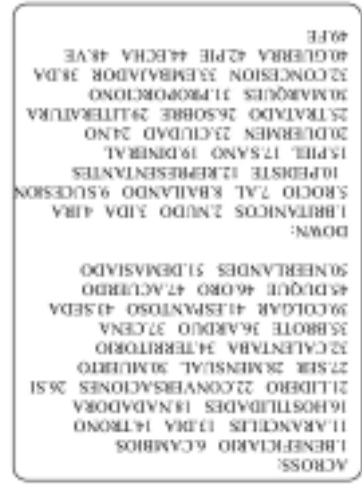 ACROSS:
1.BENEFICIARIO 6.CAMBIOS
11.ARANCELES 13.DIA 14.TRONO
16.HOSTILIDADES 18.NADADORA
21.LIDERO 22.CONVERSACIONES 26.SI
27.SER 28.MENSUAL 30.MUERTO
32.CALENTABA 34.TERRITORIO
35.BROTE 36.ARDUO 37.CENA
39.COLGAR 41.ESPANTOSO 43.SEDA
45.DUQUE 46.ORO 47.ACUERDO
50.NEERLANDES 51.DEMASIADO
DOWN:
1.BRITANICOS 2.NUDO 3.IDA 4.IRA
5.ROCIO 7.AL 8.BAILANDO 9.SUCESION
10.PEDISTE 12.REPRESENTANTES
15.PIEL 17.SANO 19.DINERAL
20.DUERMEN 23.CIUDAD 24.NO
25.TRATADO 26.SOBRE 29.LITERATURA
30.MARQUES 31.PROPORCIONO
32.CONCESION 33.EMBAJADOR 38.DA
40.GUERRA 42.PIE 44.ECHA 48.VE
49.FE